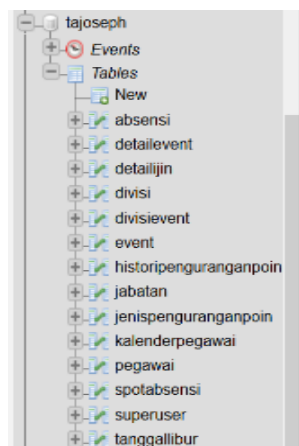 tajoseph
Events
Tables
New
absensi
detailevent
detailijin
divisi
divisievent
event
historipenguranganpoin
jabatan
jenispenguranganpoin
kalenderpegawai
pegawai
spotabsensi
superuser
tanggallibur